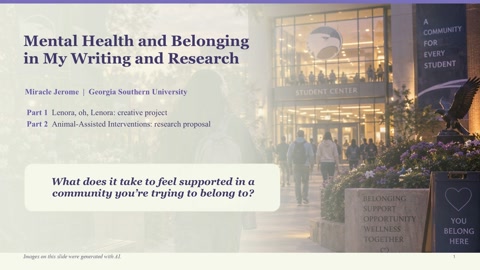 Mental Health and Belonging
in My Writing and Research
Miracle Jerome | Georgia Southern University
Part 1 Lenora, oh, Lenora: creative project
Part 2 Animal-Assisted Interventions: research proposal
What does it take to feel supported in a
community you're trying to belong to?
STUDENT CENTER
A
COMMUNITY
FOR
EVERY
STUDENT
BELONGING
SUPPORT
OPPORTUNITY
WELLNESS
TOGETHER
YOU
BELONG
HERE
Images on this slide were generated with AI.
1